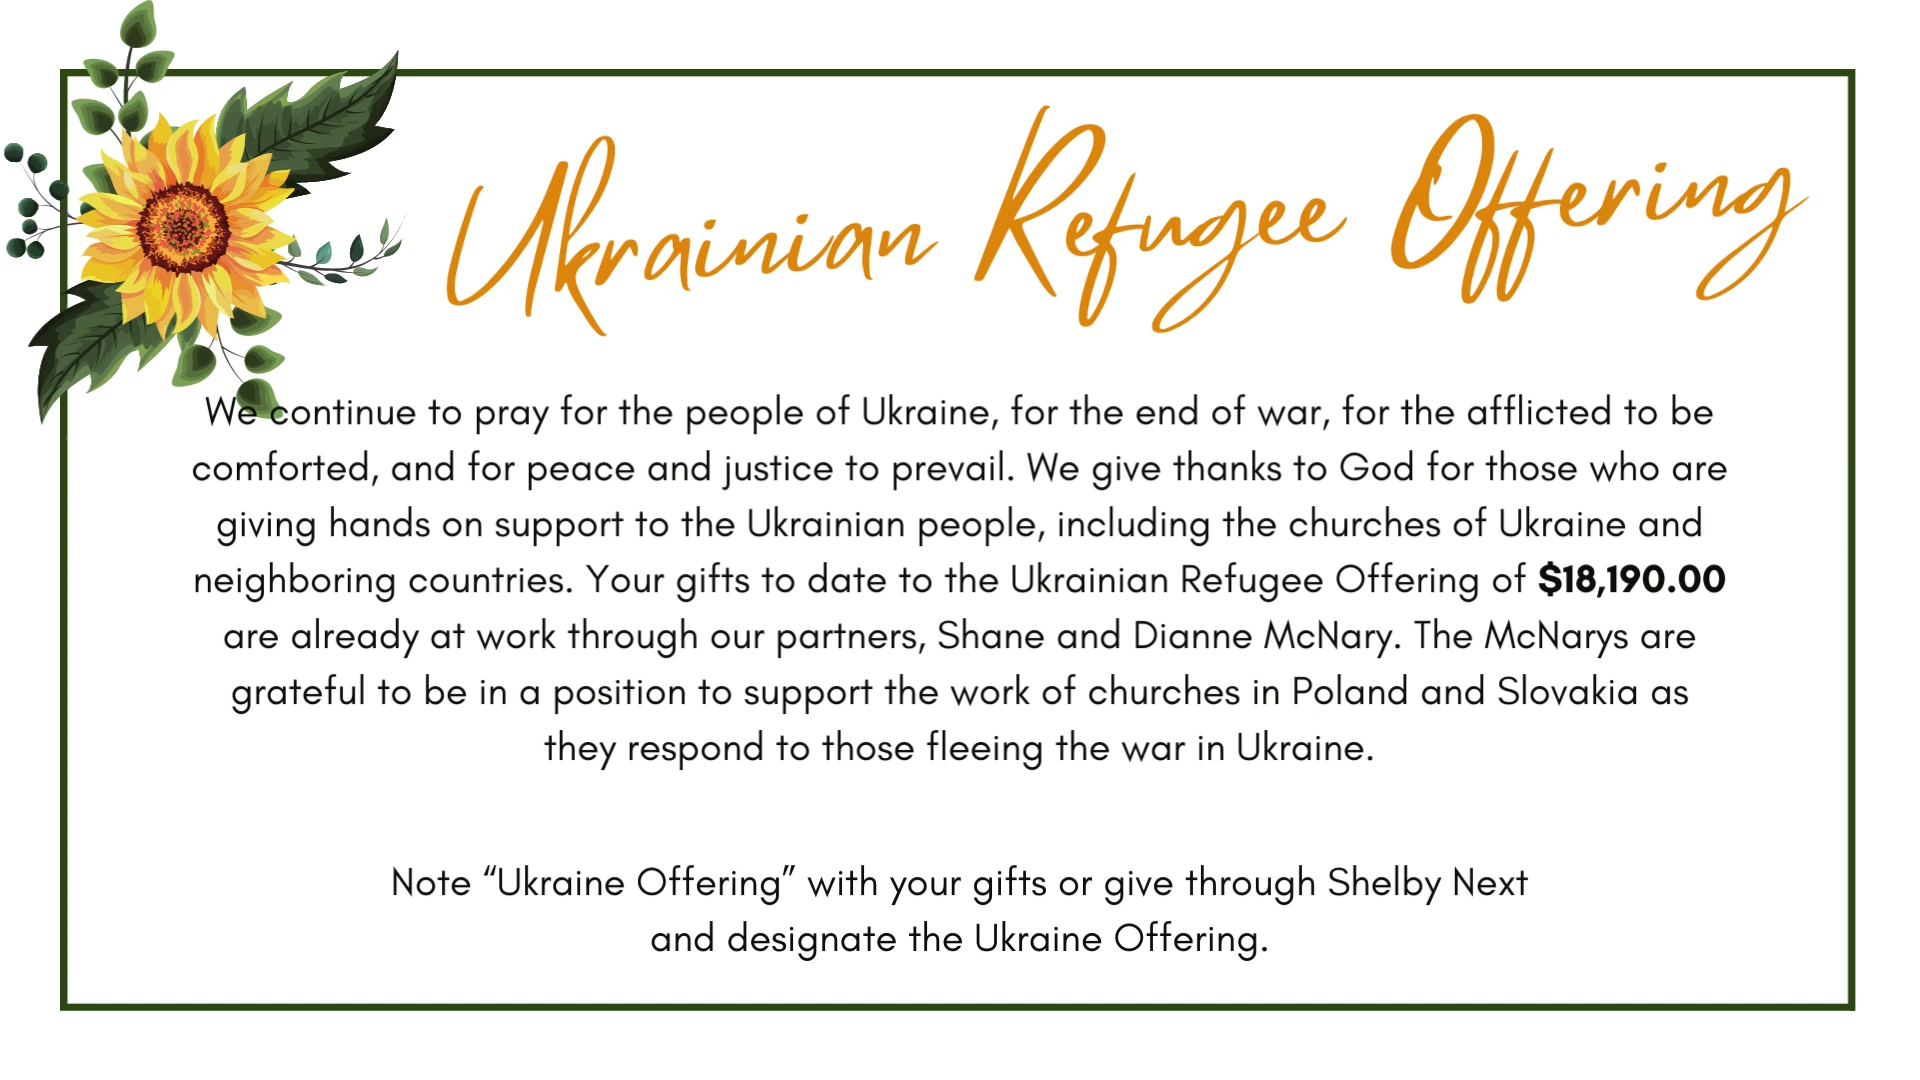 Ukrainian Refugee Offering
We continue to pray for the people of Ukraine, for the end of war, for the afflicted to be
comforted, and for peace and justice to prevail. We give thanks to God for those who are
giving hands on support to the Ukrainian people, including the churches of Ukraine and
neighboring countries. Your gifts to date to the Ukrainian Refugee Offering of $18,190.00
are already at work through our partners, Shane and Dianne McNary. The McNarys are
grateful to be in a position to support the work of churches in Poland and Slovakia as
they respond to those fleeing the war in Ukraine.
Note “Ukraine Offering” with your gifts or give through Shelby Next
and designate the Ukraine Offering.